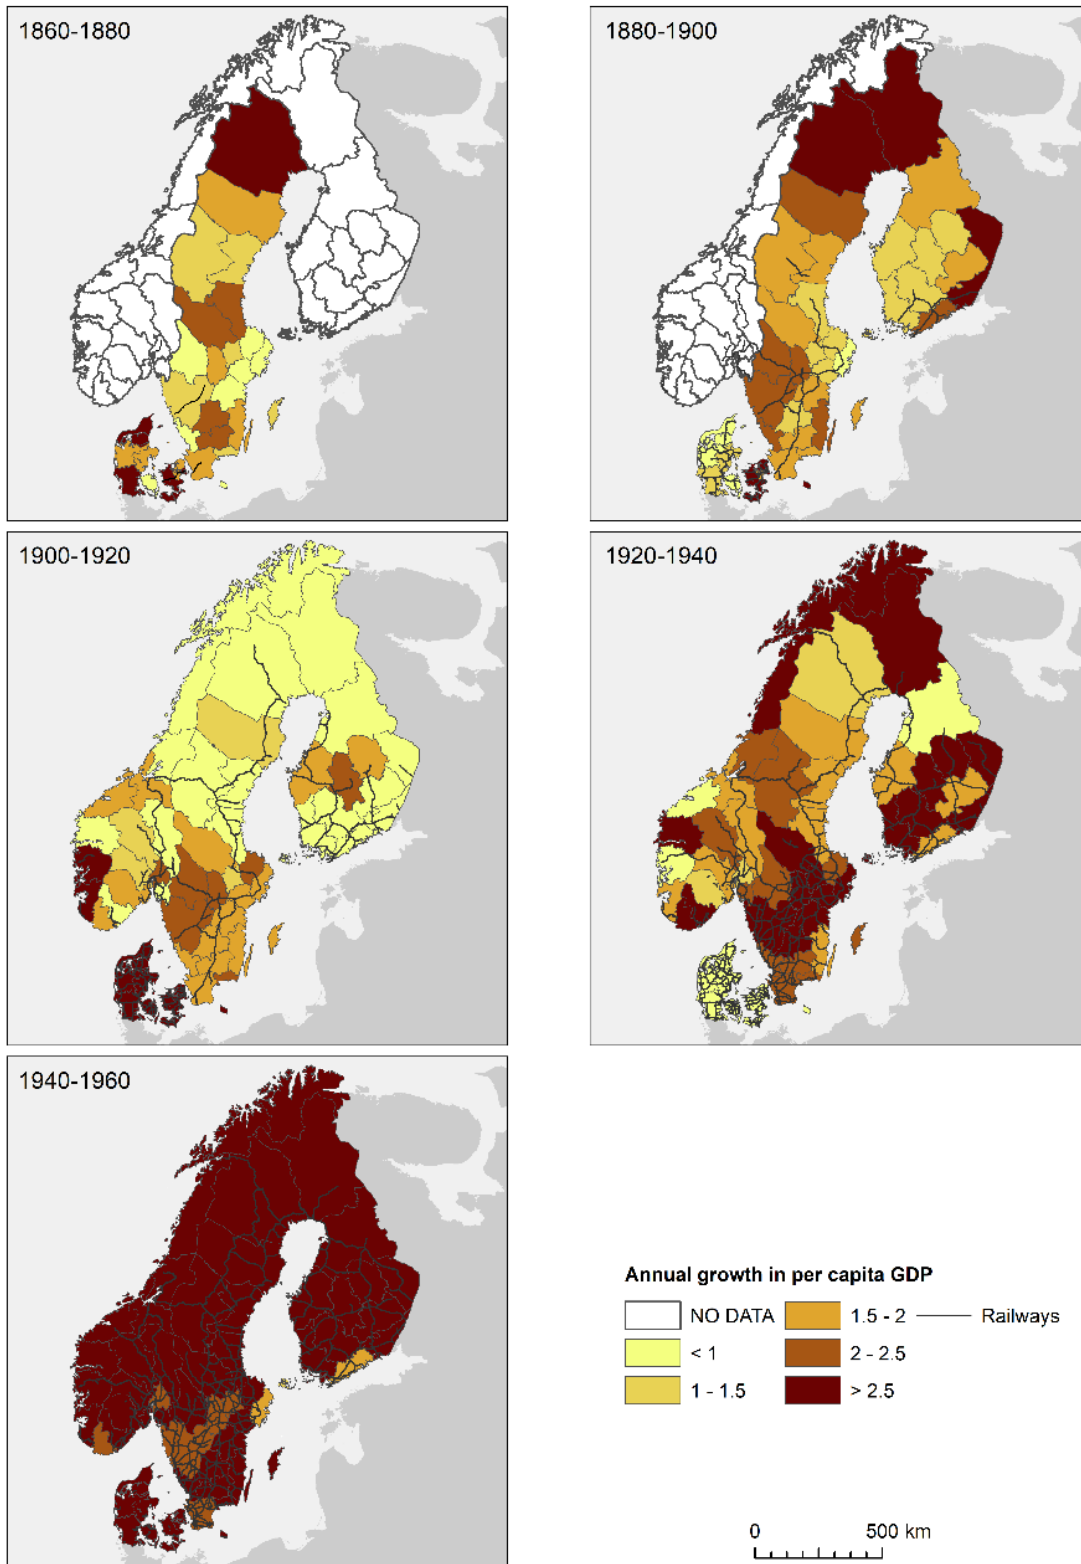 1860-1880
1880-1900
1900-1920
1920-1940
1940-1960
Annual growth in per capita GDP
NO DATA
1.5 - 2
Railways
< 1
2 - 2.5
1 - 1.5
> 2.5
0 500 km